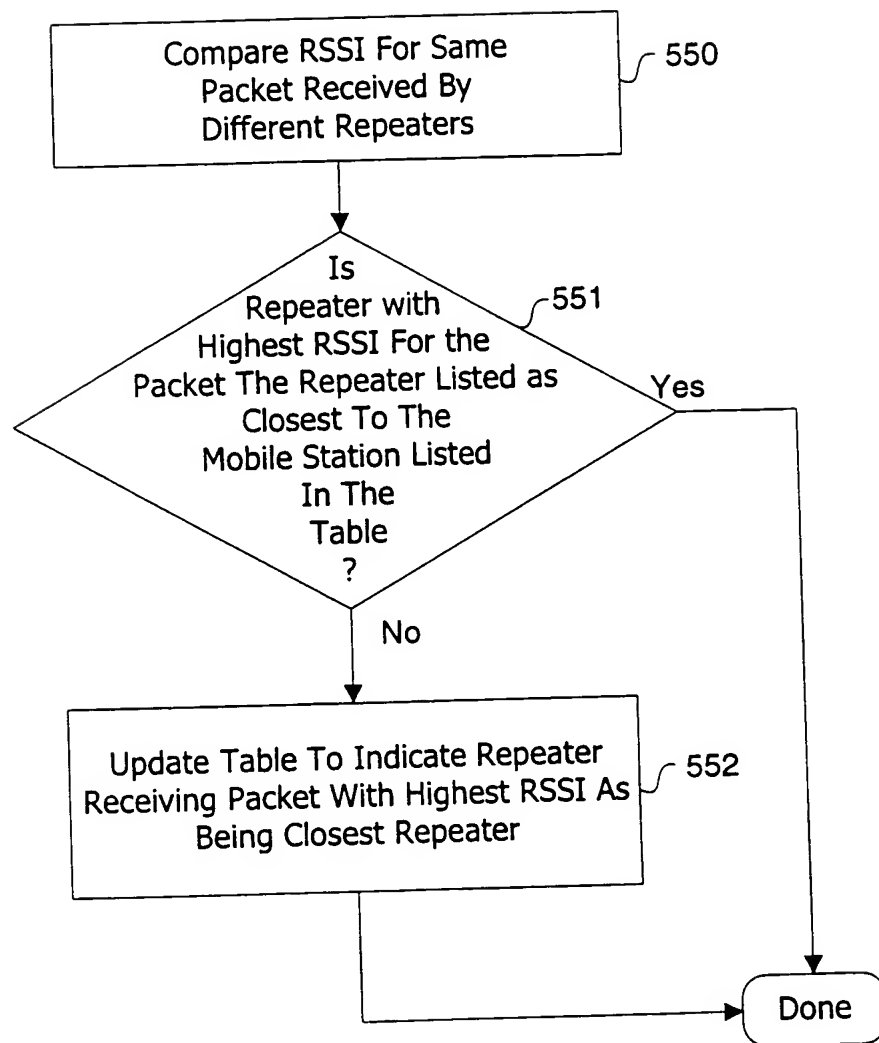 Compare RSSI For Same
Packet Received By
Different Repeaters
550
Is
Repeater with
Highest RSSI For the
Packet The Repeater Listed as
Closest To The
Mobile Station Listed
In The
Table
?
551
Yes
No
Update Table To Indicate Repeater
Receiving Packet With Highest RSSI As
Being Closest Repeater
552
Done